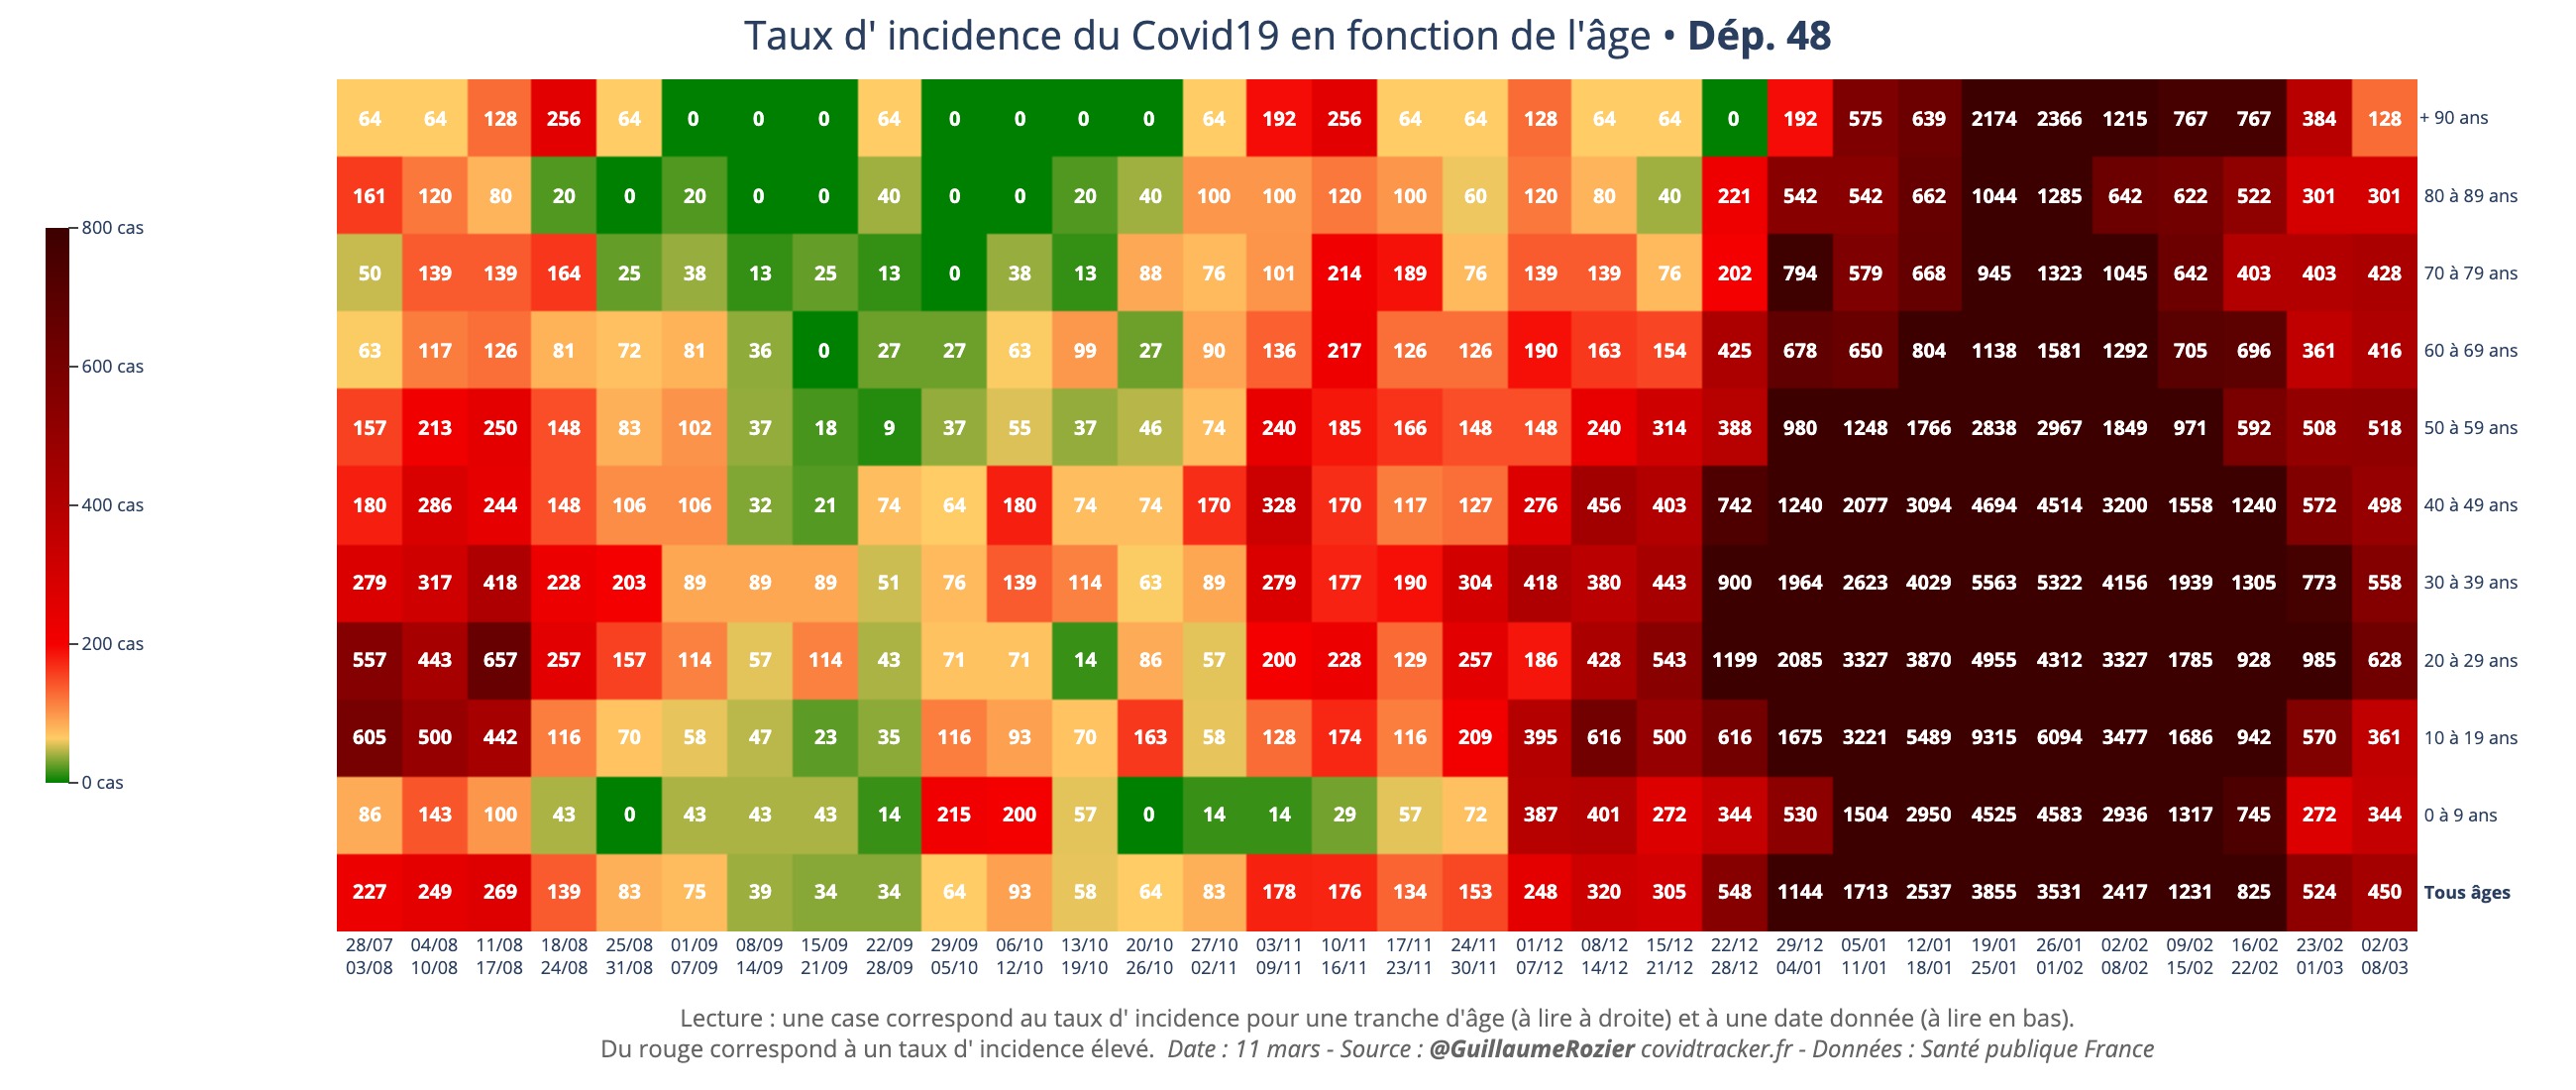 Taux d' incidence du Covid19 en fonction de l'âge • Dép. 48
64 64 128 256 64 0 0 0 64 0 0 0 0 64 192 256 64 64 128 64 64 0 192 575 639 2174 2366 1215 767 767 384 128 + 90 ans
161 120 80 20 0 20 0 0 40 0 0 20 40 100 100 120 100 60 120 80 40 221 542 542 662 1044 1285 642 622 522 301 301 80 à 89 ans
800 cas
50 139 139 164 25 38 13 25 13 0 38 13 88 76 101 214 189 76 139 139 76 202 794 579 668 945 1323 1045 642 403 403 428 70 à 79 ans
63 117 126 81 72 81 36 0 27 27 63 99 27 90 136 217 126 126 190 163 154 425 678 650 804 1138 1581 1292 705 696 361 416 60 à 69 ans
600 cas
157 213 250 148 83 102 37 18 9 37 55 37 46 74 240 185 166 148 148 240 314 388 980 1248 1766 2838 2967 1849 971 592 508 518 50 à 59 ans
400 cas
180 286 244 148 106 106 32 21 74 64 180 74 74 170 328 170 117 127 276 456 403 742 1240 2077 3094 4694 4514 3200 1558 1240 572 498 40 à 49 ans
279 317 418 228 203 89 89 89 51 76 139 114 63 89 279 177 190 304 418 380 443 900 1964 2623 4029 5563 5322 4156 1939 1305 773 558 30 à 39 ans
200 cas
557 443 657 257 157 114 57 114 43 71 71 14 86 57 200 228 129 257 186 428 543 1199 2085 3327 3870 4955 4312 3327 1785 928 985 628 20 à 29 ans
605 500 442 116 70 58 47 23 35 116 93 70 163 58 128 174 116 209 395 616 500 616 1675 3221 5489 9315 6094 3477 1686 942 570 361 10 à 19 ans
0 cas
86 143 100 43 0 43 43 43 14 215 200 57 0 14 14 29 57 72 387 401 272 344 530 1504 2950 4525 4583 2936 1317 745 272 344 0 à 9 ans
227 249 269 139 83 75 39 34 34 64 93 58 64 83 178 176 134 153 248 320 305 548 1144 1713 2537 3855 3531 2417 1231 825 524 450 Tous âges
28/07 04/08 11/08 18/08 25/08 01/09 08/09 15/09 22/09 29/09 06/10 13/10 20/10 27/10 03/11 10/11 17/11 24/11 01/12 08/12 15/12 22/12 29/12 05/01 12/01 19/01 26/01 02/02 09/02 16/02 23/02 02/03
03/08 10/08 17/08 24/08 31/08 07/09 14/09 21/09 28/09 05/10 12/10 19/10 26/10 02/11 09/11 16/11 23/11 30/11 07/12 14/12 21/12 28/12 04/01 11/01 18/01 25/01 01/02 08/02 15/02 22/02 01/03 08/03
Lecture : une case correspond au taux d' incidence pour une tranche d'âge (à lire à droite) et à une date donnée (à lire en bas).
Du rouge correspond à un taux d' incidence élevé. Date : 11 mars - Source : @GuillaumeRozier covidtracker.fr - Données : Santé publique France